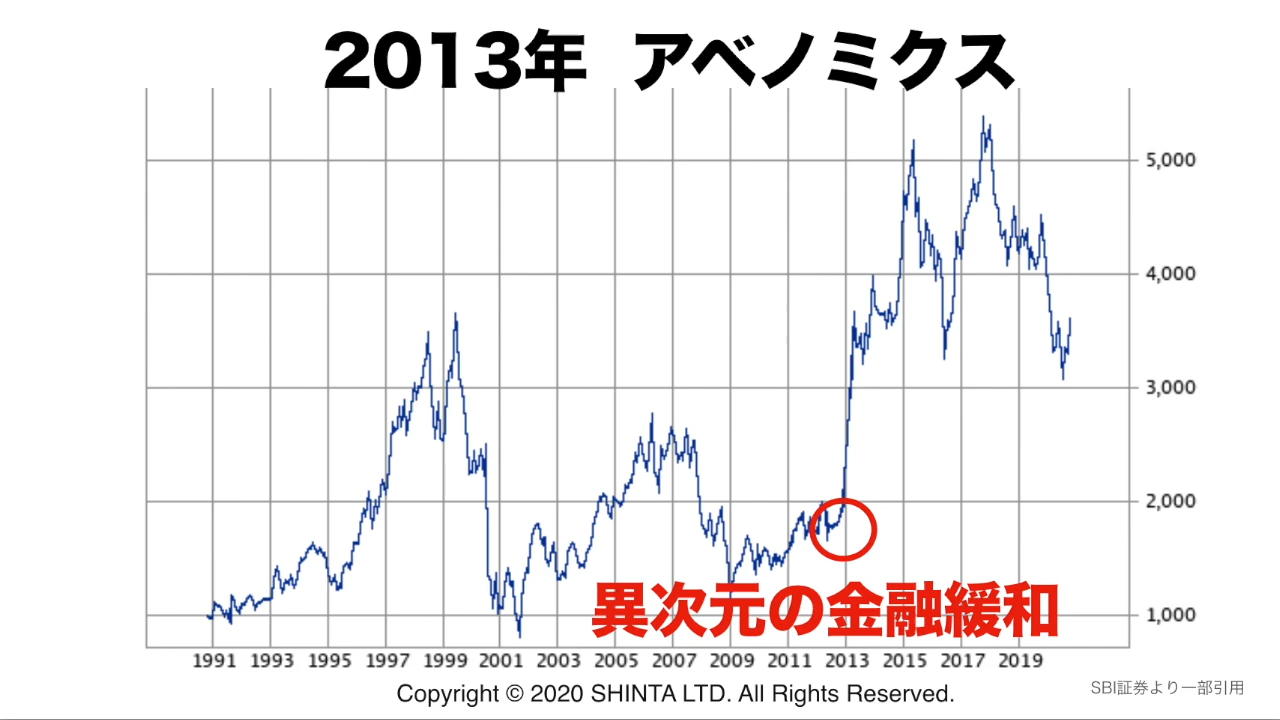 2013年 アベノミクス
5,000
4,000
3,000
2,000
異次元の金融緩和
1,000
1991 1993 1995 1997 1999 2001 2003 2005 2007 2009 2011 2013 2015 2017 2019
Copyright © 2020 SHINTA LTD. All Rights Reserved.
SBI証券より一部引用